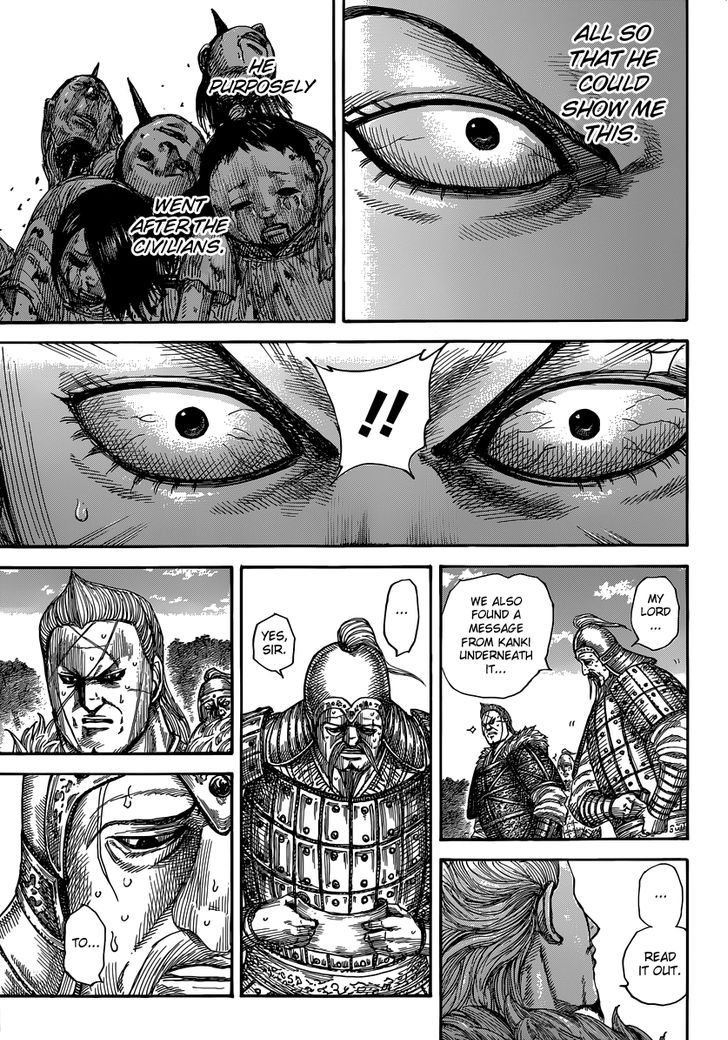 ALL SO
THAT HE
COULD
SHOW ME
THIS.
HE
PURPOSELY
WENT
AFTER THE
CIVILIANS.
!!
MY
LORD
...
WE ALSO
FOUND A
MESSAGE
FROM KANKI
UNDERNEATH
IT...
...
READ
IT OUT.
...
YES,
SIR.
TO...